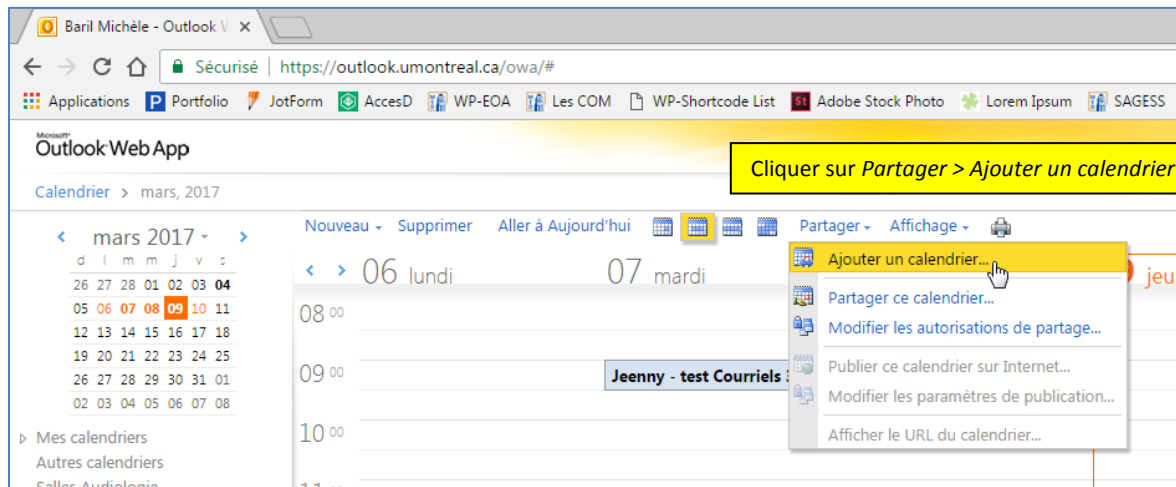 Baril Michèle - Outlook W
Sécurisé | https://outlook.umontreal.ca/owa/#
Applications Portfolio JotForm AccesD WP-EOA Les COM WP-Shortcode List St Adobe Stock Photo Lorem Ipsum SAGESS
Microsoft®
Outlook Web App
Cliquer sur Partager > Ajouter un calendrier
Calendrier > mars, 2017
Nouveau Supprimer Aller à Aujourd'hui Partager Affichage
mars 2017
d l m m j v s
26 27 28 01 02 03 04
05 06 07 08 09 10 11
12 13 14 15 16 17 18
19 20 21 22 23 24 25
26 27 28 29 30 31 01
02 03 04 05 06 07 08
Mes calendriers
Autres calendriers
Salles Audiologie
06 lundi 07 mardi jeu
08 00
09 00
Jeenny - test Courriels
10 00
11
Ajouter un calendrier...
Partager ce calendrier...
Modifier les autorisations de partage...
Publier ce calendrier sur Internet...
Modifier les paramètres de publication...
Afficher le URL du calendrier...